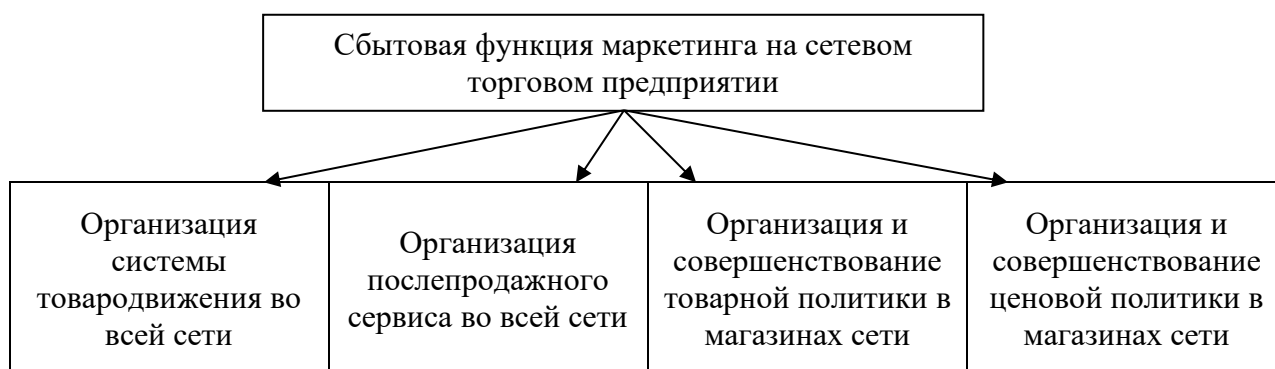 Сбытовая функция маркетинга на сетевом
торговом предприятии
Организация
системы
товародвижения во
всей сети
Организация
послепродажного
сервиса во всей сети
Организация и
совершенствование
товарной политики в
магазинах сети
Организация и
совершенствование
ценовой политики в
магазинах сети